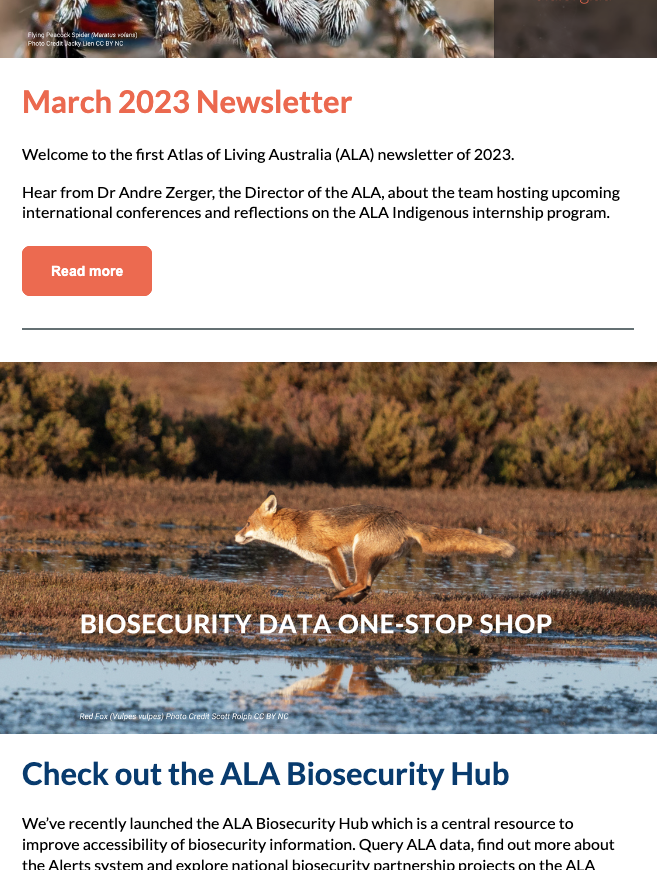 Flying Peacock Spider (Maratus volans)
Photo Credit Jacky Lien CC BY NC
March 2023 Newsletter
Welcome to the first Atlas of Living Australia (ALA) newsletter of 2023.
Hear from Dr Andre Zerger, the Director of the ALA, about the team hosting upcoming
international conferences and reflections on the ALA Indigenous internship program.
Read more
BIOSECURITY DATA ONE-STOP SHOP
Red Fox (Vulpes vulpes) Photo Credit Scott Rolph CC BY NC
Check out the ALA Biosecurity Hub
We’ve recently launched the ALA Biosecurity Hub which is a central resource to
improve accessibility of biosecurity information. Query ALA data, find out more about
the Alerts system and explore national biosecurity partnership projects on the ALA